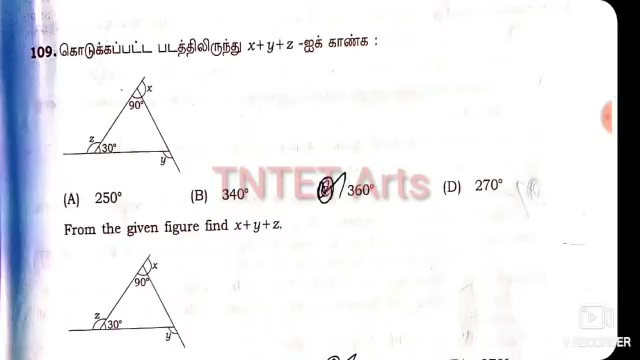 109. கொடுக்கப்பட்ட படத்திலிருந்து x+y+z -ஐக் காண்க :
x
90°
z
30°
y
TNTET Arts
(A) 250° (B) 340° 360° (D) 270°
From the given figure find x+y+z.
x
90°
z
30°
y
RECORDER